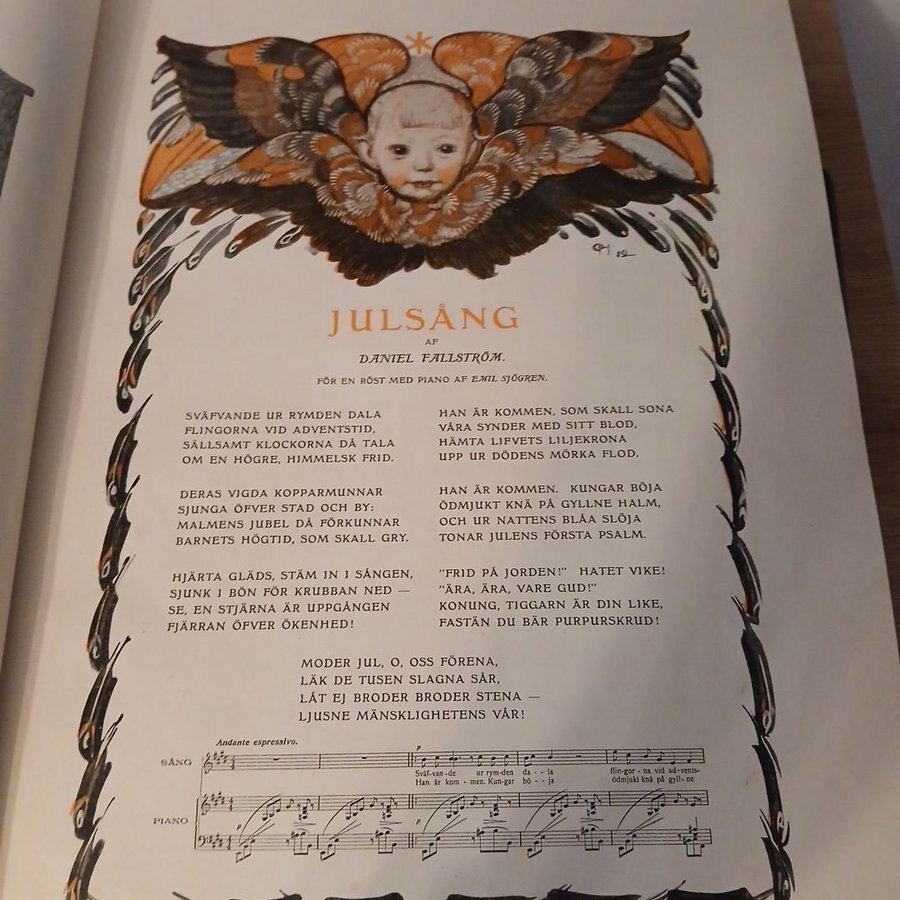 JULSÅNG
AF
DANIEL FALLSTRÖM.
FÖR EN RÖST MED PIANO AF EMIL SJÖGREN.
SVÄFVANDE UR RYMDEN DALA
FLINGORNA VID ADVENTSTID,
SÄLLSAMT KLOCKORNA DÅ TALA
OM EN HÖGRE, HIMMELSK FRID.
DERAS VIGDA KOPPARMUNNAR
SJUNGA ÖFVER STAD OCH BY:
MALMENS JUBEL DÅ FÖRKUNNAR
BARNETS HÖGTID, SOM SKALL GRY.
HJÄRTA GLÄDS, STÄM IN I SÅNGEN,
SJUNK I BÖN FÖR KRUBBAN NED —
SE, EN STJÄRNA ÄR UPPGÅNGEN
FJÄRRAN ÖFVER ÖKENHED!
HAN ÄR KOMMEN, SOM SKALL SONA
VÅRA SYNDER MED SITT BLOD,
HÄMTA LIFVETS LILJEKRONA
UPP UR DÖDENS MÖRKA FLOD.
HAN ÄR KOMMEN. KUNGAR BÖJA
ÖDMJUKT KNÄ PÅ GYLLNE HALM,
OCH UR NATTENS BLÅA SLÖJA
TONAR JULENS FÖRSTA PSALM.
"FRID PÅ JORDEN!" HATET VIKE!
"ÄRA, ÄRA, VARE GUD!"
KONUNG, TIGGARN ÄR DIN LIKE,
FASTÄN DU BÄR PURPURSKRUD!
MODER JUL, O, OSS FÖRENA,
LÄK DE TUSEN SLAGNA SÅR,
LÅT EJ BRODER BRODER STENA —
LJUSNE MÄNSKLIGHETENS VÅR!
Andante espressivo.
SÅNG
p
Sväf-van-de ur rym-den da - - la flin-gor - na vid ad-vents-
Han är kom - men. Kun-gar bö - - ja ödmjukt knä på gyll-ne
PIANO
p
p